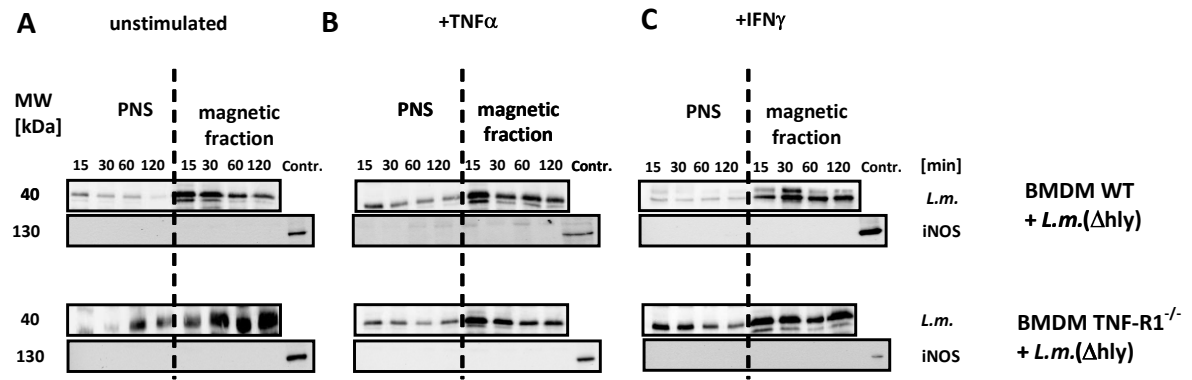 A unstimulated B +TNFα C +IFNγ
MW
[kDa]
PNS magnetic
fraction
PNS magnetic
fraction
PNS magnetic
fraction
15 30 60 120 15 30 60 120 Contr. 15 30 60 120 15 30 60 120 Contr. 15 30 60 120 15 30 60 120 Contr. [min]
40 L.m.
130 iNOS
BMDM WT
+ L.m.(Δhly)
40 L.m.
130 iNOS
BMDM TNF-R1-/-
+ L.m.(Δhly)